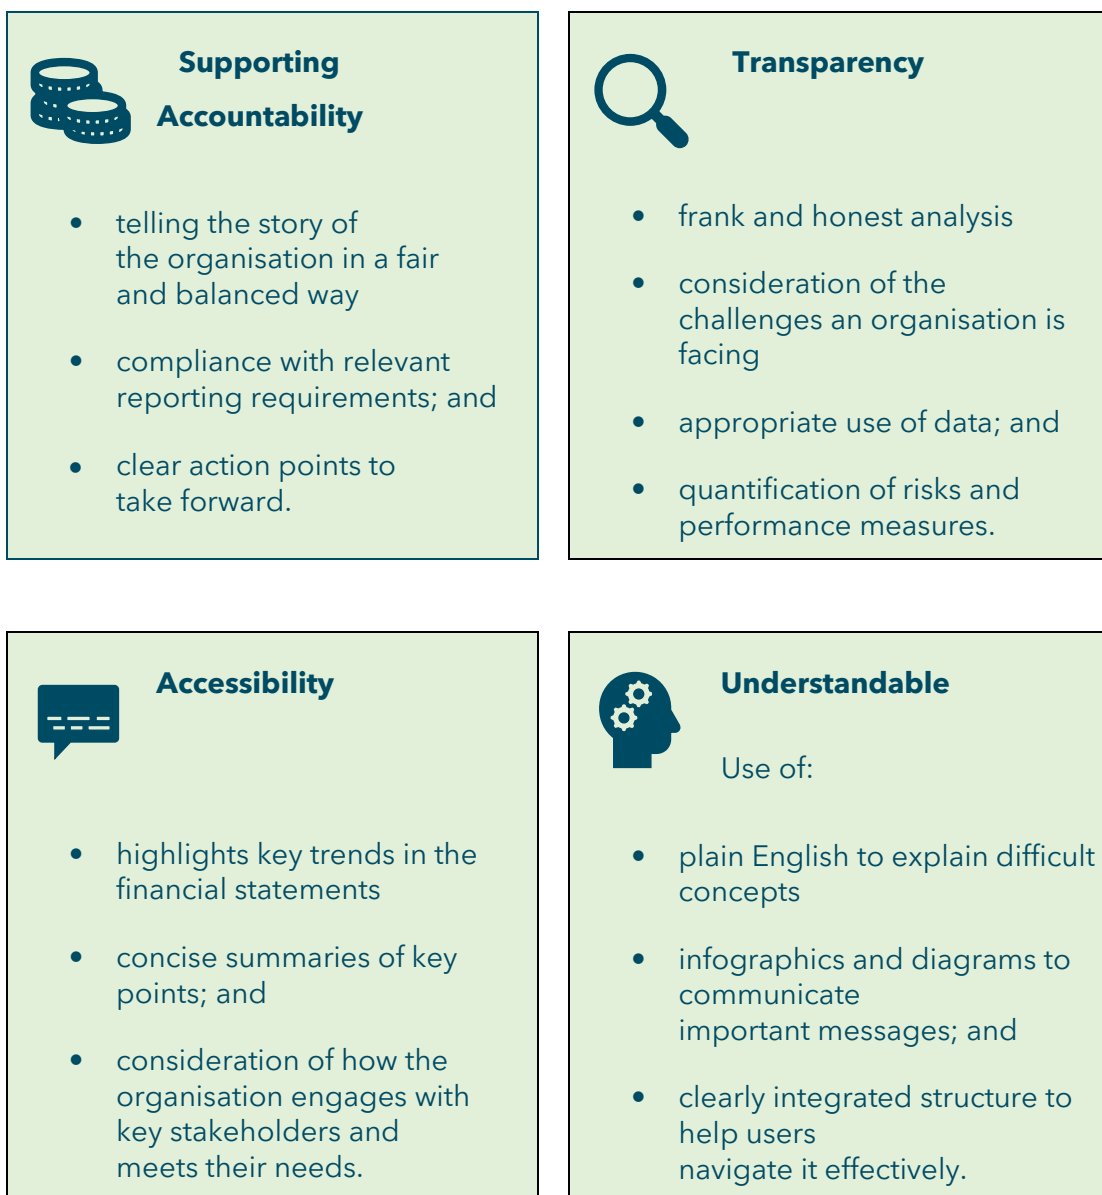 Supporting
Accountability
• telling the story of
the organisation in a fair
and balanced way
• compliance with relevant
reporting requirements; and
• clear action points to
take forward.
Transparency
• frank and honest analysis
• consideration of the
challenges an organisation is
facing
• appropriate use of data; and
• quantification of risks and
performance measures.
Accessibility
• highlights key trends in the
financial statements
• concise summaries of key
points; and
• consideration of how the
organisation engages with
key stakeholders and
meets their needs.
Understandable
Use of:
• plain English to explain difficult
concepts
• infographics and diagrams to
communicate
important messages; and
• clearly integrated structure to
help users
navigate it effectively.